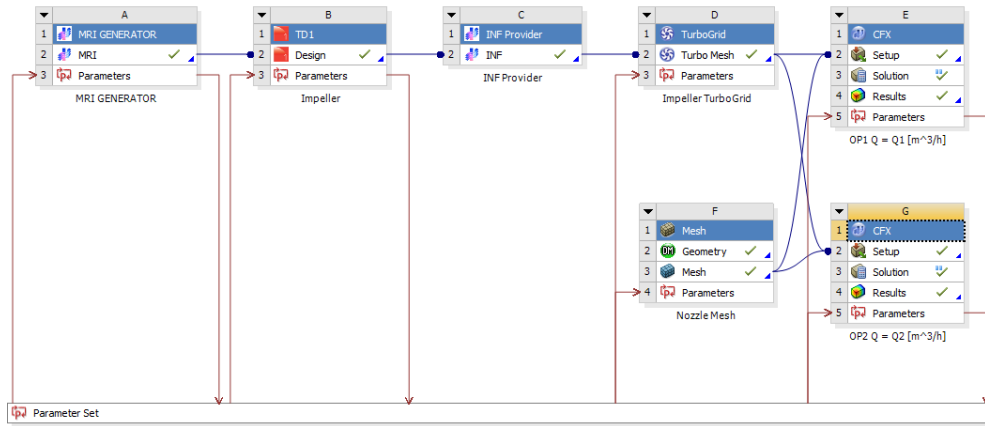 A
1 MRI GENERATOR
2 MRI
3 Parameters
MRI GENERATOR
B
1 TD1
2 Design
3 Parameters
Impeller
C
1 INF Provider
2 INF
INF Provider
D
1 TurboGrid
2 Turbo Mesh
3 Parameters
Impeller TurboGrid
E
1 CFX
2 Setup
3 Solution
4 Results
5 Parameters
OP1 Q = Q1 [m^3/h]
F
1 Mesh
2 Geometry
3 Mesh
4 Parameters
Nozzle Mesh
G
1 CFX
2 Setup
3 Solution
4 Results
5 Parameters
OP2 Q = Q2 [m^3/h]
Parameter Set